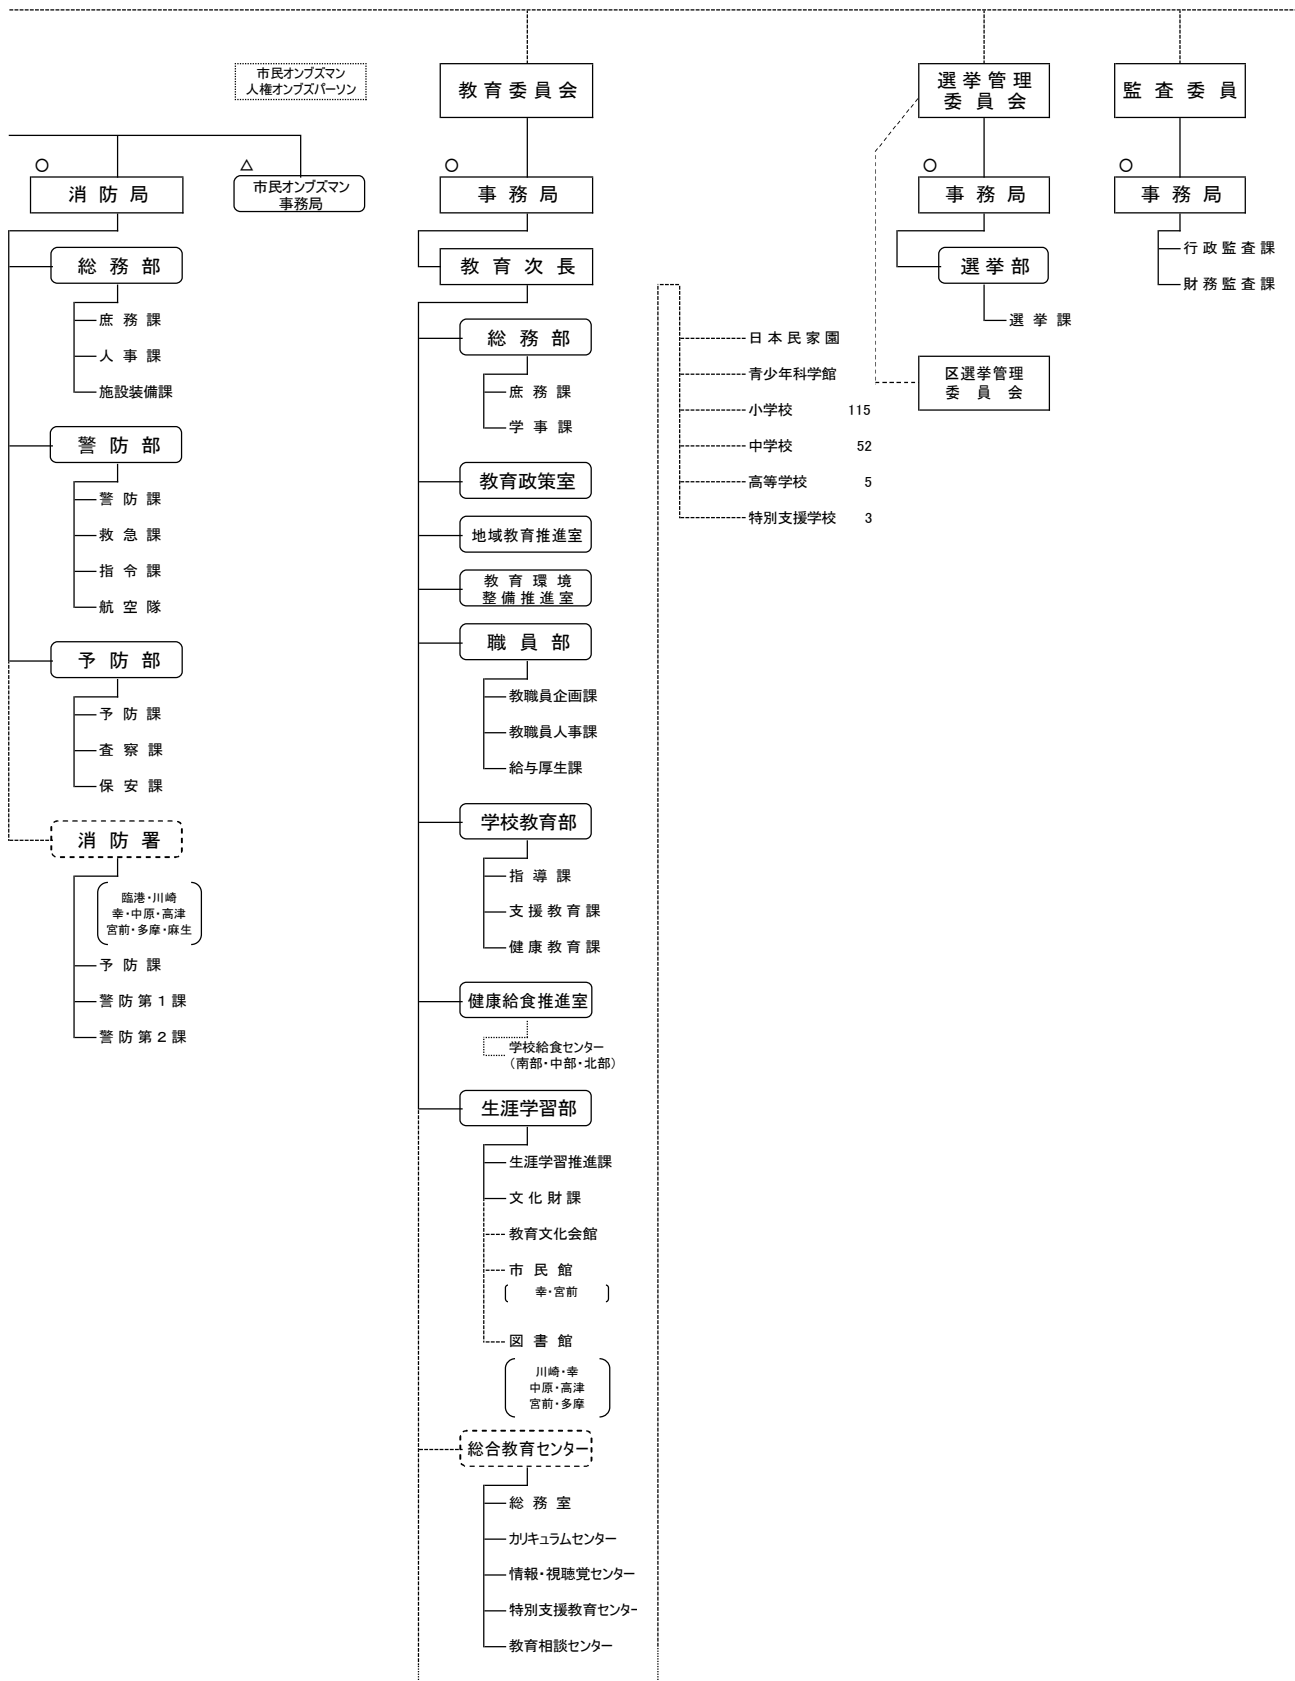 市民オンブズマン
人権オンブズパーソン
教育委員会
選挙管理
委員会
監査委員
○
消防局
△
市民オンブズマン
事務局
○
事務局
○
事務局
○
事務局
総務部
庶務課
人事課
施設装備課
警防部
警防課
救急課
指令課
航空隊
予防部
予防課
査察課
保安課
消防署
臨港・川崎
幸・中原・高津
宮前・多摩・麻生
予防課
警防第1課
警防第2課
教育次長
総務部
庶務課
学事課
教育政策室
地域教育推進室
教育環境
整備推進室
職員部
教職員企画課
教職員人事課
給与厚生課
学校教育部
指導課
支援教育課
健康教育課
健康給食推進室
学校給食センター
(南部・中部・北部)
生涯学習部
生涯学習推進課
文化財課
教育文化会館
市民館
幸・宮前
図書館
川崎・幸
中原・高津
宮前・多摩
総合教育センター
総務室
カリキュラムセンター
情報・視聴覚センター
特別支援教育センター
教育相談センター
日本民家園
青少年科学館
小学校 115
中学校 52
高等学校 5
特別支援学校 3
選挙部
選挙課
区選挙管理
委員会
行政監査課
財務監査課